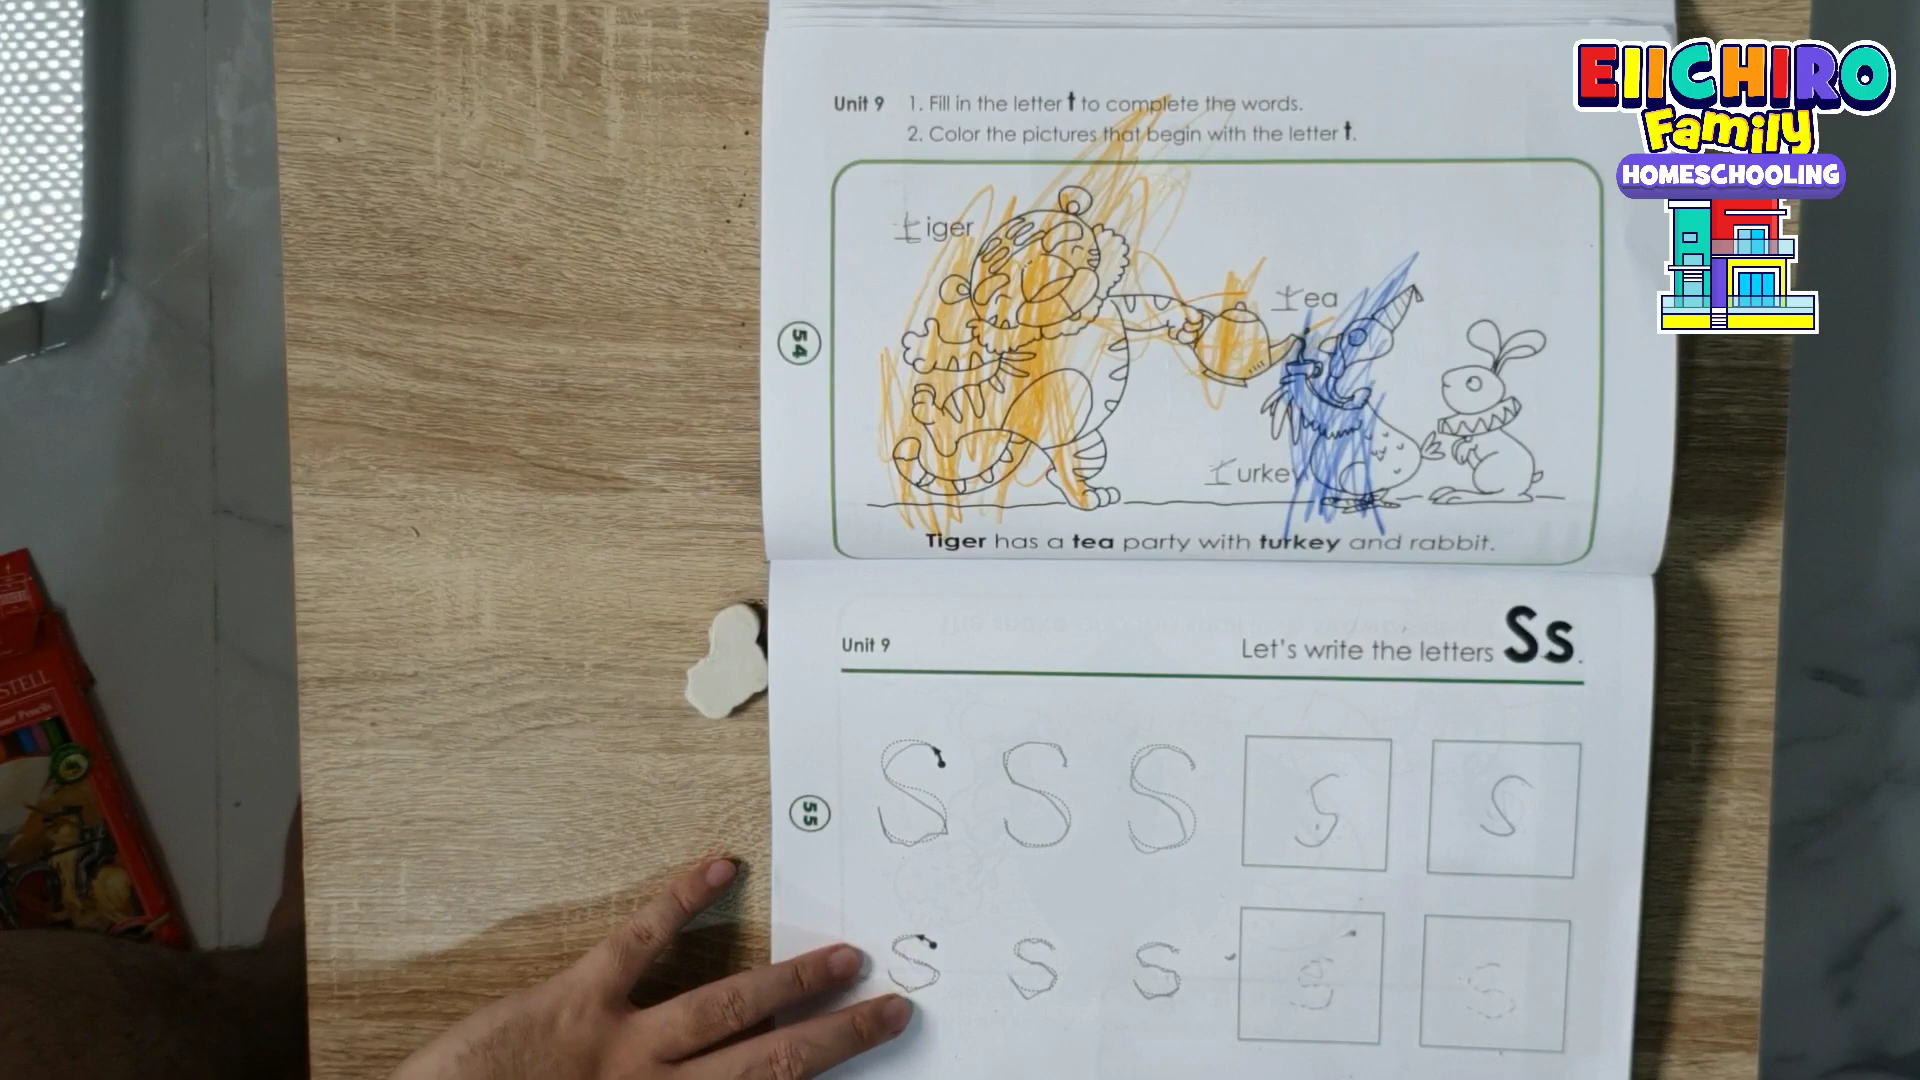 EIICHIRO
Family
HOMESCHOOLING
Unit 9
1. Fill in the letter t to complete the words.
2. Color the pictures that begin with the letter t.
tiger
tea
turkey
Tiger has a tea party with turkey and rabbit.
54
Unit 9
Let's write the letters Ss.
S S S S S
55
s s s s s
STELL